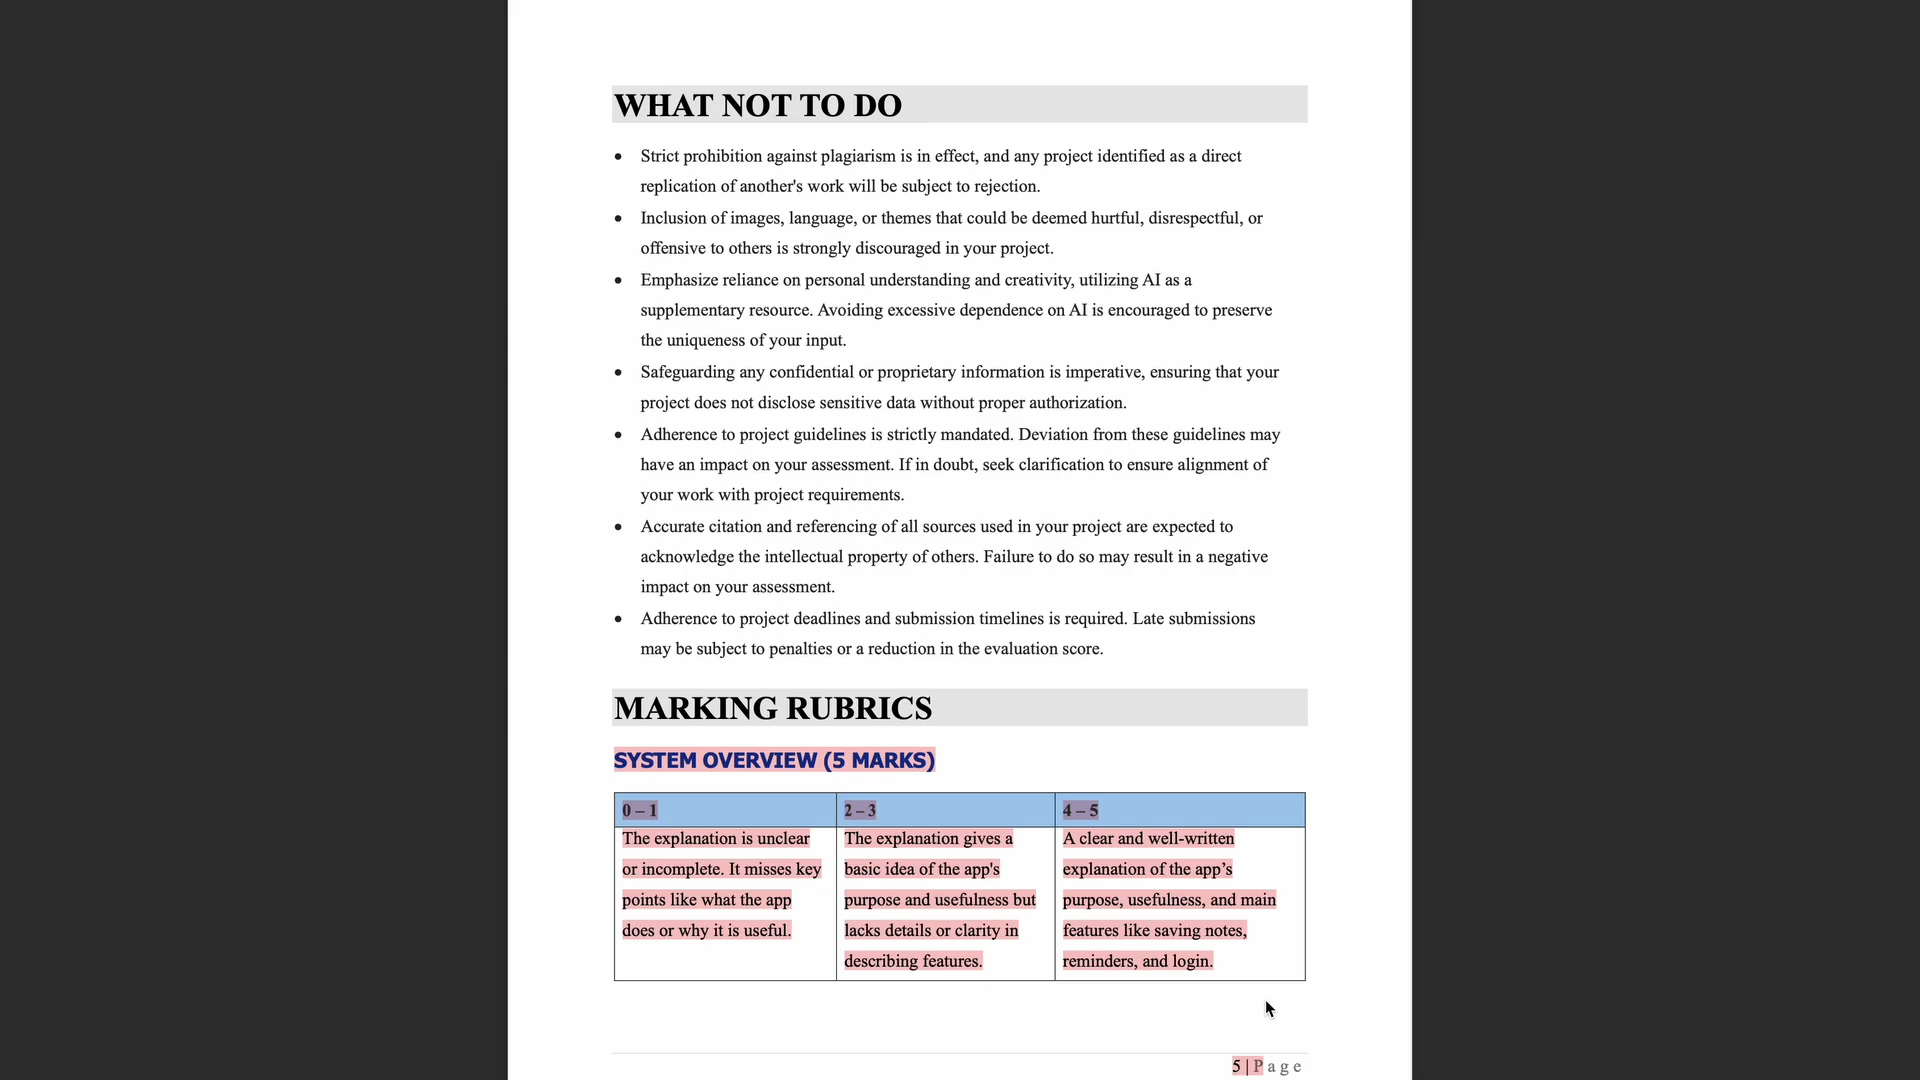 WHAT NOT TO DO
• Strict prohibition against plagiarism is in effect, and any project identified as a direct
replication of another's work will be subject to rejection.
• Inclusion of images, language, or themes that could be deemed hurtful, disrespectful, or
offensive to others is strongly discouraged in your project.
• Emphasize reliance on personal understanding and creativity, utilizing AI as a
supplementary resource. Avoiding excessive dependence on AI is encouraged to preserve
the uniqueness of your input.
• Safeguarding any confidential or proprietary information is imperative, ensuring that your
project does not disclose sensitive data without proper authorization.
• Adherence to project guidelines is strictly mandated. Deviation from these guidelines may
have an impact on your assessment. If in doubt, seek clarification to ensure alignment of
your work with project requirements.
• Accurate citation and referencing of all sources used in your project are expected to
acknowledge the intellectual property of others. Failure to do so may result in a negative
impact on your assessment.
• Adherence to project deadlines and submission timelines is required. Late submissions
may be subject to penalties or a reduction in the evaluation score.
MARKING RUBRICS
SYSTEM OVERVIEW (5 MARKS)
0 – 1
The explanation is unclear
or incomplete. It misses key
points like what the app
does or why it is useful.
2 – 3
The explanation gives a
basic idea of the app's
purpose and usefulness but
lacks details or clarity in
describing features.
4 – 5
A clear and well-written
explanation of the app’s
purpose, usefulness, and main
features like saving notes,
reminders, and login.
5 | P a g e